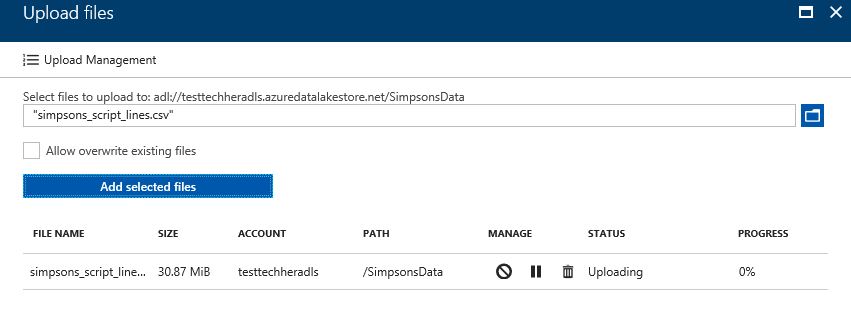 Upload files
Upload Management
Select files to upload to: adl://testtechheradls.azuredatalakestore.net/SimpsonsData
"simpsons_script_lines.csv"
Allow overwrite existing files
Add selected files
FILE NAME SIZE ACCOUNT PATH MANAGE STATUS PROGRESS
simpsons_script_line... 30.87 MiB testtechheradls /SimpsonsData Uploading 0%